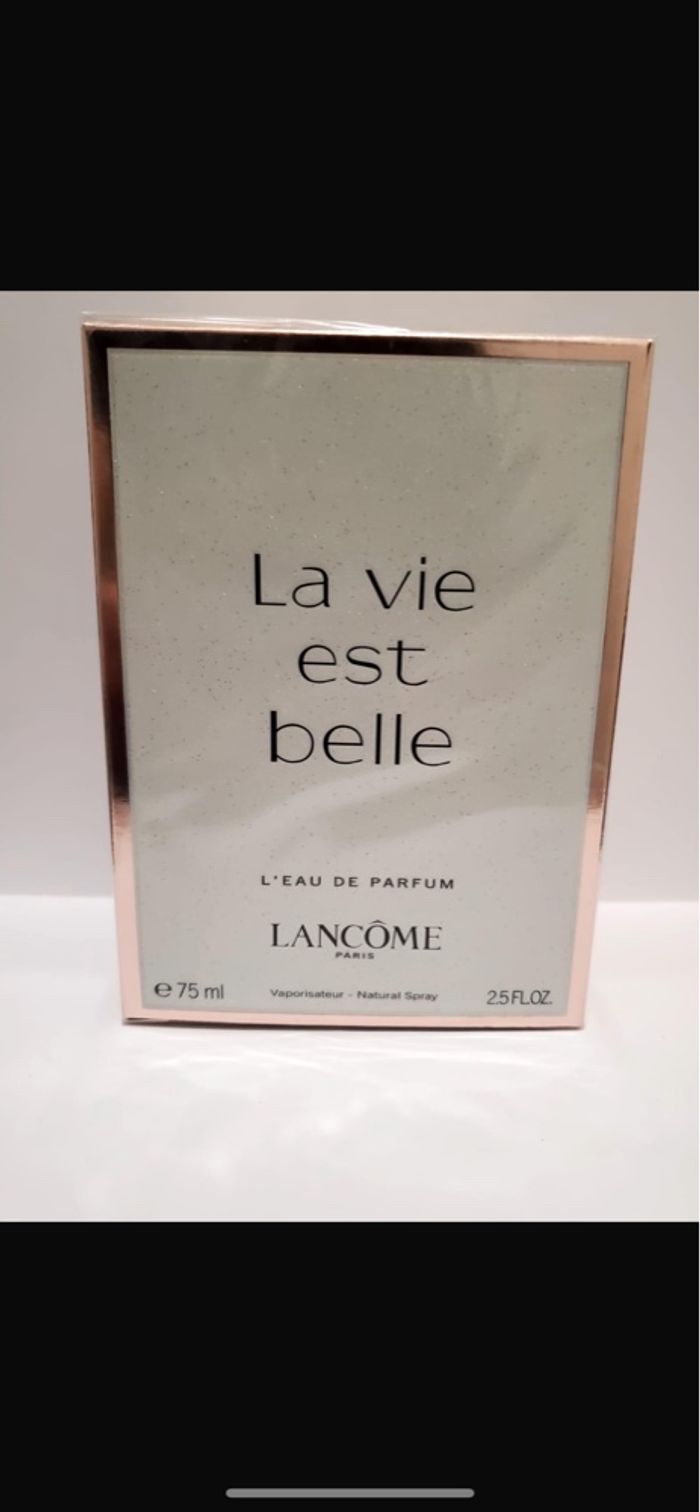 La vie
est
belle
L'EAU DE PARFUM
LANCÔME
PARIS
℮ 75 ml Vaporisateur - Natural Spray 2.5 FL.OZ.